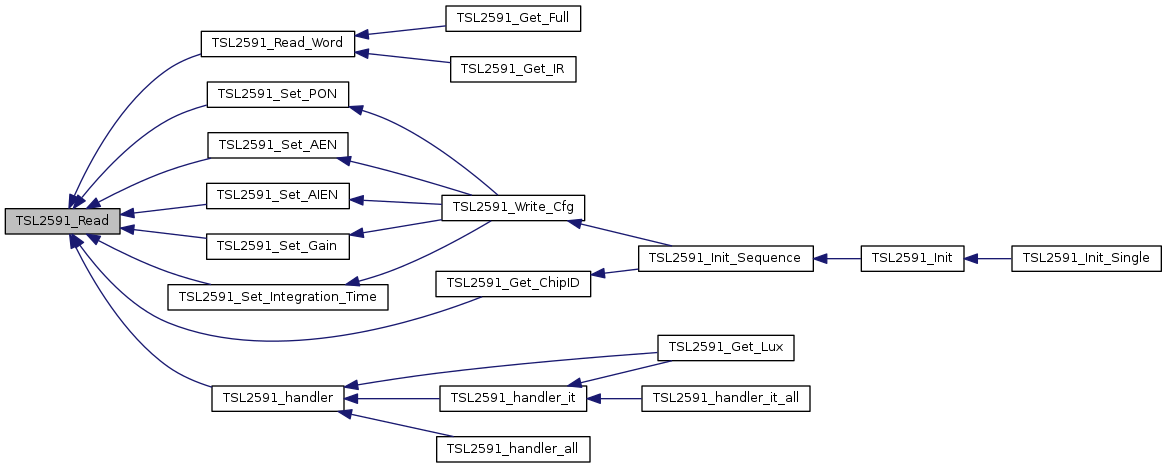 TSL2591_Get_Full
TSL2591_Read_Word
TSL2591_Get_IR
TSL2591_Set_PON
TSL2591_Set_AEN
TSL2591_Set_AIEN
TSL2591_Write_Cfg
TSL2591_Read
TSL2591_Set_Gain
TSL2591_Init_Sequence
TSL2591_Init
TSL2591_Init_Single
TSL2591_Get_ChipID
TSL2591_Set_Integration_Time
TSL2591_Get_Lux
TSL2591_handler
TSL2591_handler_it
TSL2591_handler_it_all
TSL2591_handler_all